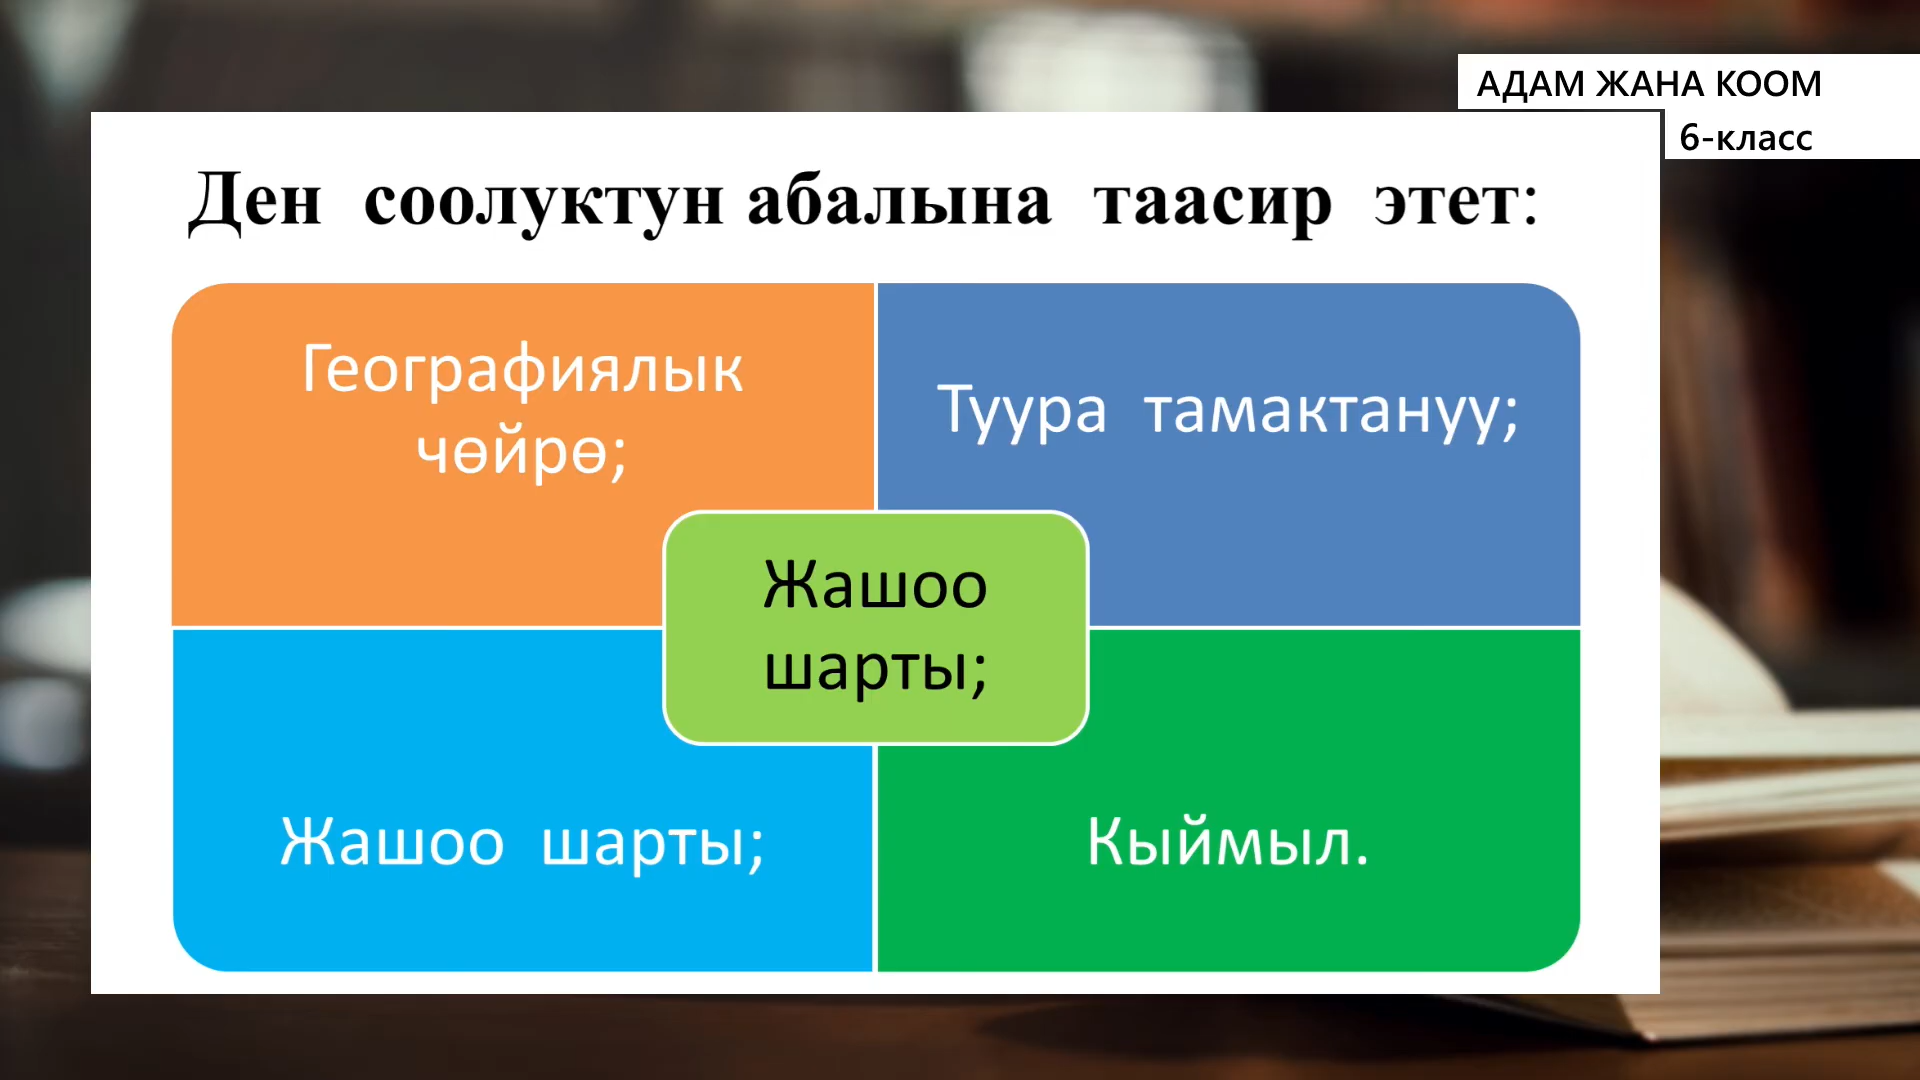 АДАМ ЖАНА КООМ
6-класс
Ден соолуктун абалына таасир этет:
Географиялык
чөйрө;
Туура тамактануу;
Жашоо
шарты;
Жашоо шарты;
Кыймыл.